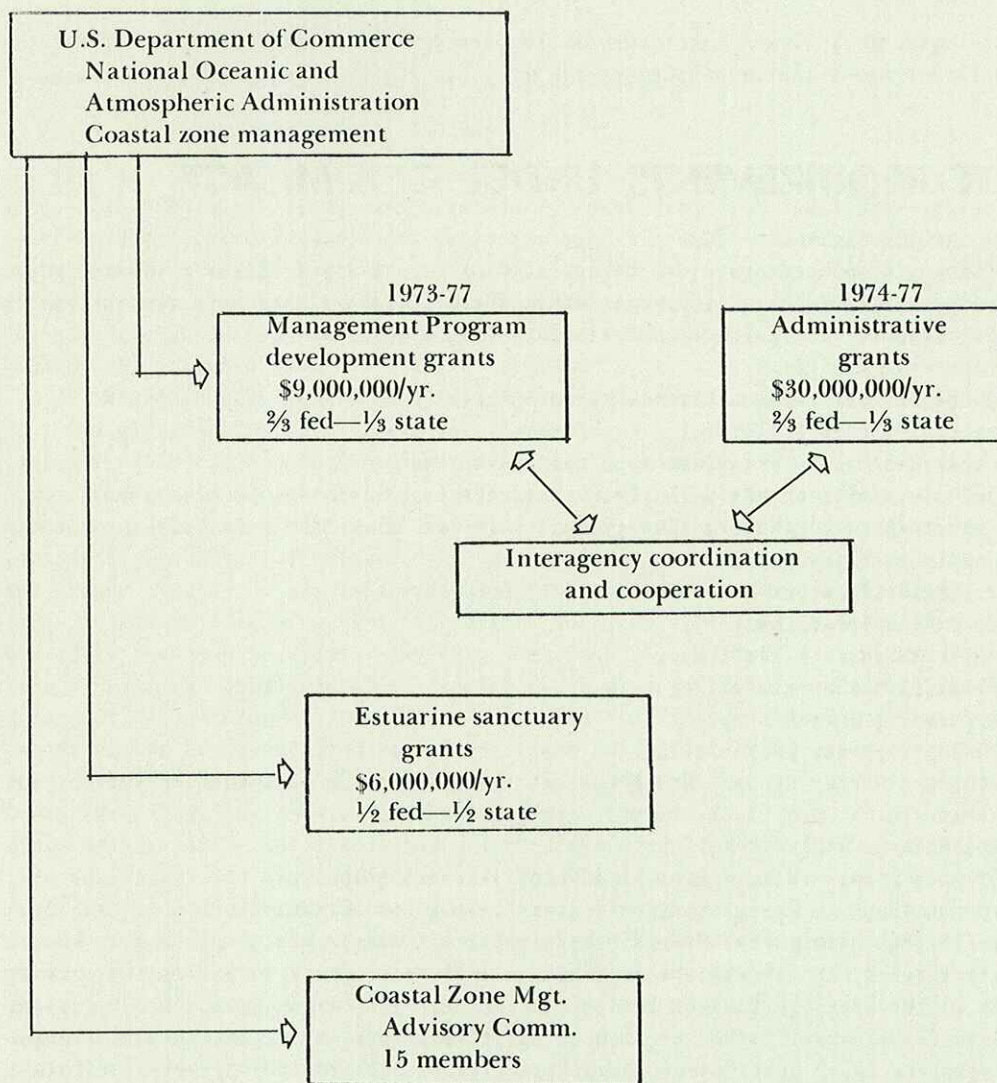 U.S. Department of Commerce
National Oceanic and
Atmospheric Administration
Coastal zone management
1973-77
Management Program
development grants
$9,000,000/yr.
⅔ fed—⅓ state
1974-77
Administrative
grants
$30,000,000/yr.
⅔ fed—⅓ state
Interagency coordination
and cooperation
Estuarine sanctuary
grants
$6,000,000/yr.
½ fed—½ state
Coastal Zone Mgt.
Advisory Comm.
15 members